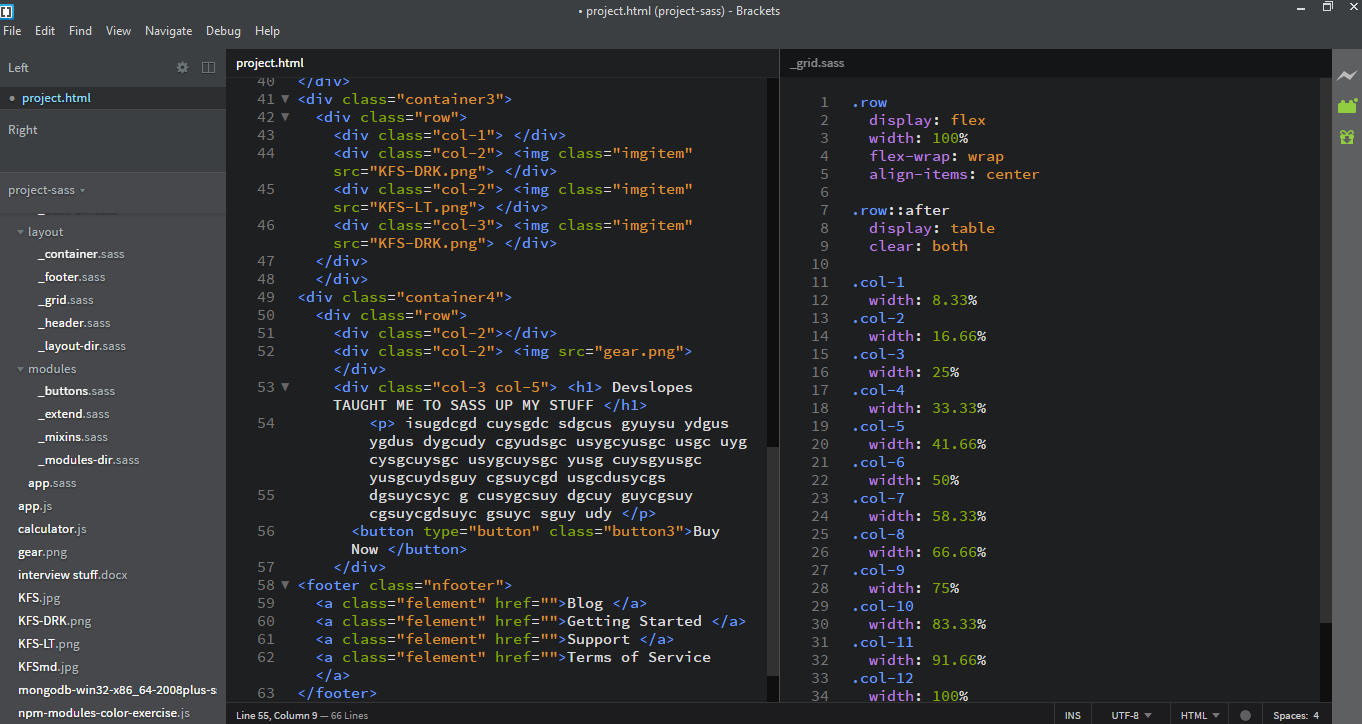 • project.html (project-sass) - Brackets
File Edit Find View Navigate Debug Help
Left
• project.html
Right
project-sass
layout
_container.sass
_footer.sass
_grid.sass
_header.sass
_layout-dir.sass
modules
_buttons.sass
_extend.sass
_mixins.sass
_modules-dir.sass
app.sass
app.js
calculator.js
gear.png
interview stuff.docx
KFS.jpg
KFS-DRK.png
KFS-LT.png
KFSmd.jpg
mongodb-win32-x86_64-2008plus-s
npm-modules-color-exercise.js
project.html
40 </div>
41 <div class="container3">
42 <div class="row">
43 <div class="col-1"> </div>
44 <div class="col-2"> <img class="imgitem"
src="KFS-DRK.png"> </div>
45 <div class="col-2"> <img class="imgitem"
src="KFS-LT.png"> </div>
46 <div class="col-3"> <img class="imgitem"
src="KFS-DRK.png"> </div>
47 </div>
48 </div>
49 <div class="container4">
50 <div class="row">
51 <div class="col-2"></div>
52 <div class="col-2"> <img src="gear.png">
</div>
53 <div class="col-3 col-5"> <h1> Devslopes
TAUGHT ME TO SASS UP MY STUFF </h1>
54 <p> isugdcgd cuysgdc sdgcus gyuysu ydgus
ygdus dygcudy cgyudsgc usygcyusgc usgc uyg
cysgcuysgc usygcuysgc yusg cuysgyusgc
yusgcuydsguy cgsuycgd usgcdusycgs
55 dgsuycsyc g cusygcsuy dgcuy guycgsuy
cgsuycgdsuyc gsuyc sguy udy </p>
56 <button type="button" class="button3">Buy
Now </button>
57 </div>
58 <footer class="nfooter">
59 <a class="felement" href="">Blog </a>
60 <a class="felement" href="">Getting Started </a>
61 <a class="felement" href="">Support </a>
62 <a class="felement" href="">Terms of Service
</a>
63 </footer>
_grid.sass
1 .row
2 display: flex
3 width: 100%
4 flex-wrap: wrap
5 align-items: center
6
7 .row::after
8 display: table
9 clear: both
10
11 .col-1
12 width: 8.33%
13 .col-2
14 width: 16.66%
15 .col-3
16 width: 25%
17 .col-4
18 width: 33.33%
19 .col-5
20 width: 41.66%
21 .col-6
22 width: 50%
23 .col-7
24 width: 58.33%
25 .col-8
26 width: 66.66%
27 .col-9
28 width: 75%
29 .col-10
30 width: 83.33%
31 .col-11
32 width: 91.66%
33 .col-12
34 width: 100%
Line 55, Column 9 — 66 Lines
INS UTF-8 HTML Spaces: 4